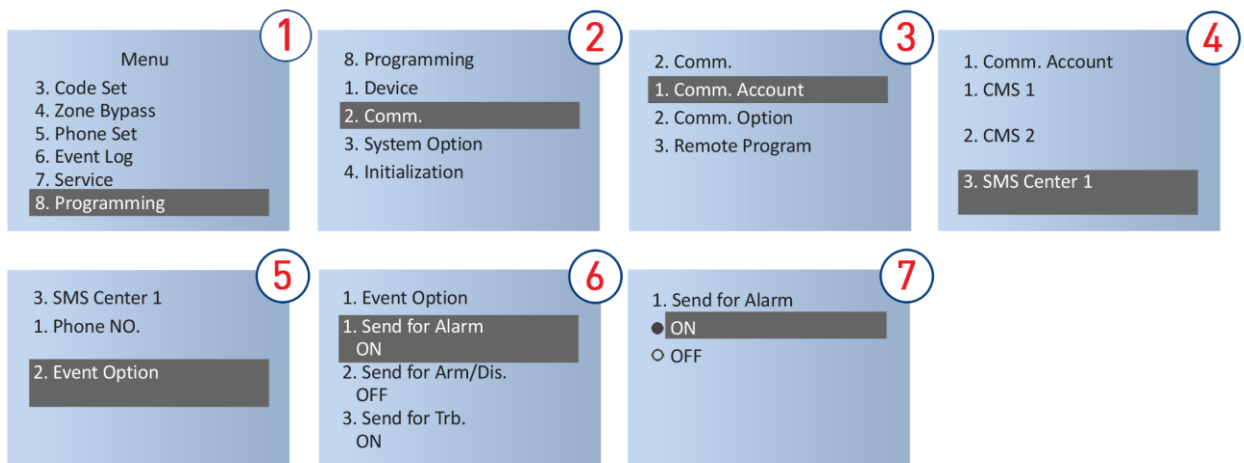 1
Menu
3. Code Set
4. Zone Bypass
5. Phone Set
6. Event Log
7. Service
8. Programming
2
8. Programming
1. Device
2. Comm.
3. System Option
4. Initialization
3
2. Comm.
1. Comm. Account
2. Comm. Option
3. Remote Program
4
1. Comm. Account
1. CMS 1
2. CMS 2
3. SMS Center 1
5
3. SMS Center 1
1. Phone NO.
2. Event Option
6
1. Event Option
1. Send for Alarm
ON
2. Send for Arm/Dis.
OFF
3. Send for Trb.
ON
7
1. Send for Alarm
ON
OFF